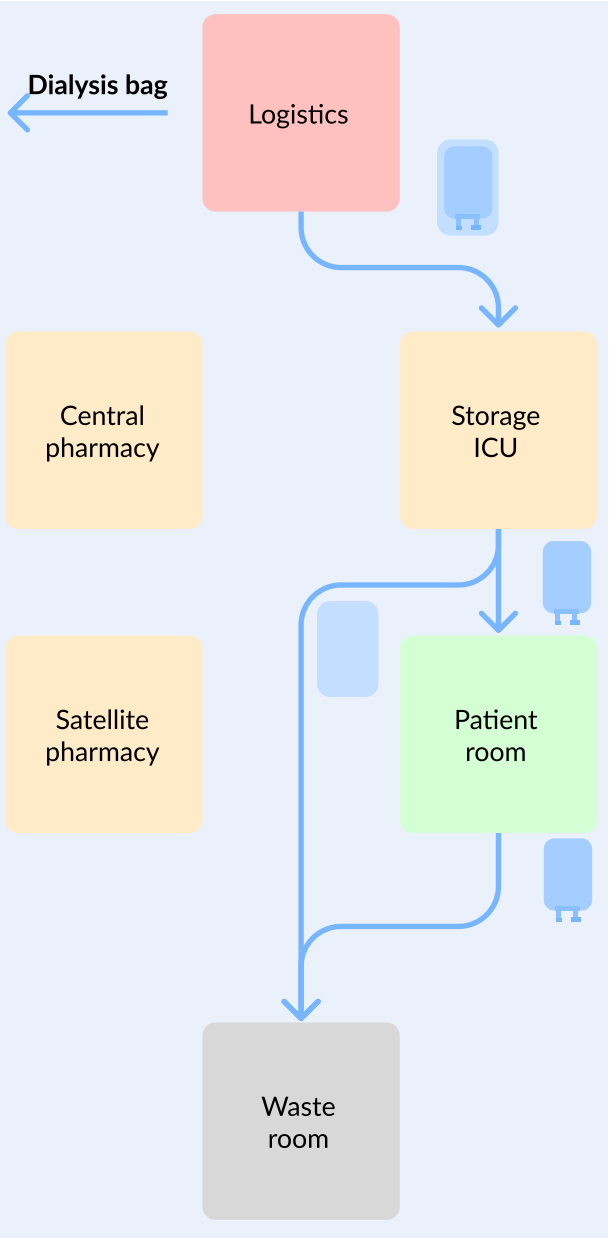 Dialysis bag
Logistics
Central
pharmacy
Storage
ICU
Satellite
pharmacy
Patient
room
Waste
room